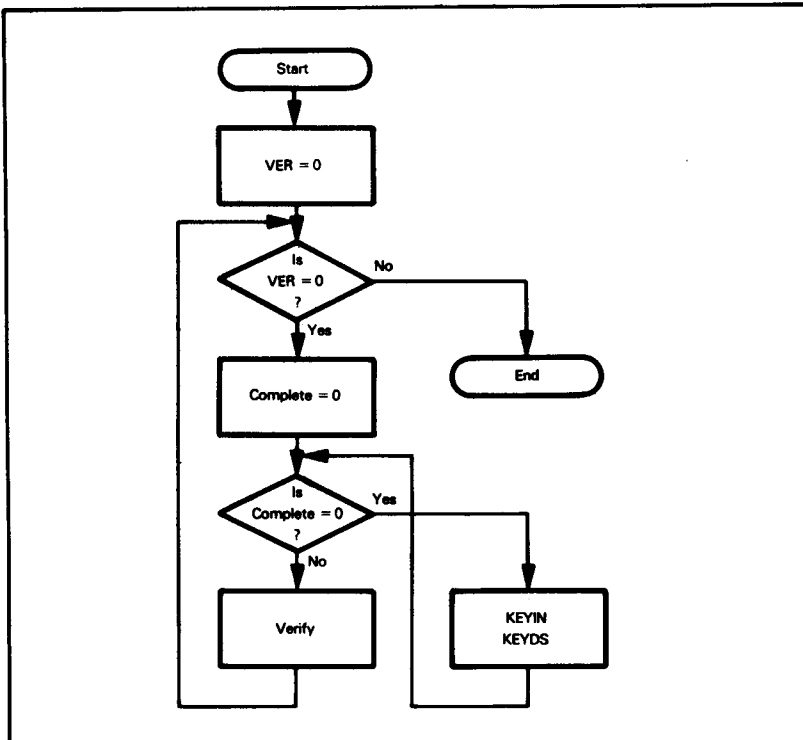 Start
VER = 0
Is
VER = 0
?
No
Yes
End
Complete = 0
Is
Complete = 0
?
Yes
No
Verify
KEYIN
KEYDS